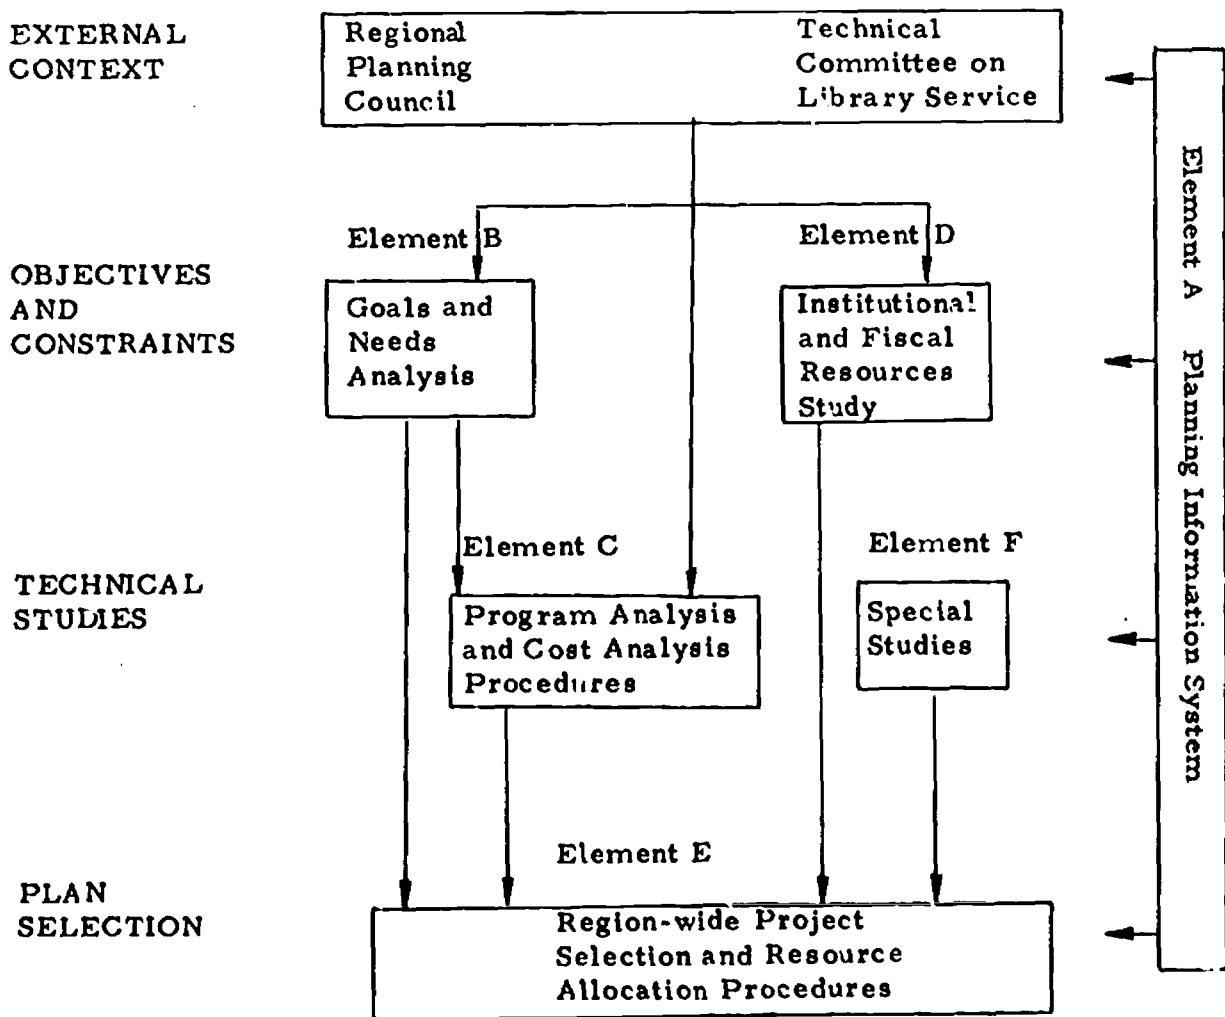 EXTERNAL
CONTEXT
Regional
Planning
Council
Technical
Committee on
Library Service
Element B
Element D
OBJECTIVES
AND
CONSTRAINTS
Goals and
Needs
Analysis
Institutional
and Fiscal
Resources
Study
Element C
Element F
TECHNICAL
STUDIES
Program Analysis
and Cost Analysis
Procedures
Special
Studies
Element E
PLAN
SELECTION
Region-wide Project
Selection and Resource
Allocation Procedures
Element A Planning Information System